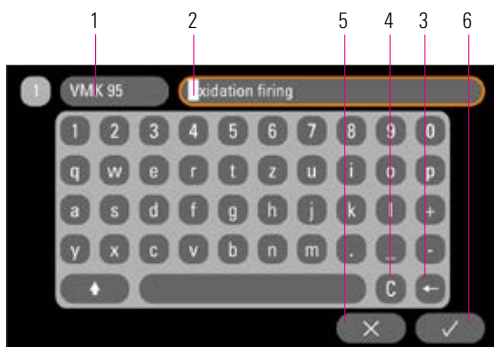 1 2 5 4 3 6
1 VMK 95 oxidation firing
1 2 3 4 5 6 7 8 9 0
q w e r t z u i o p
a s d f g h j k l +
y x c v b n m . _ -
C